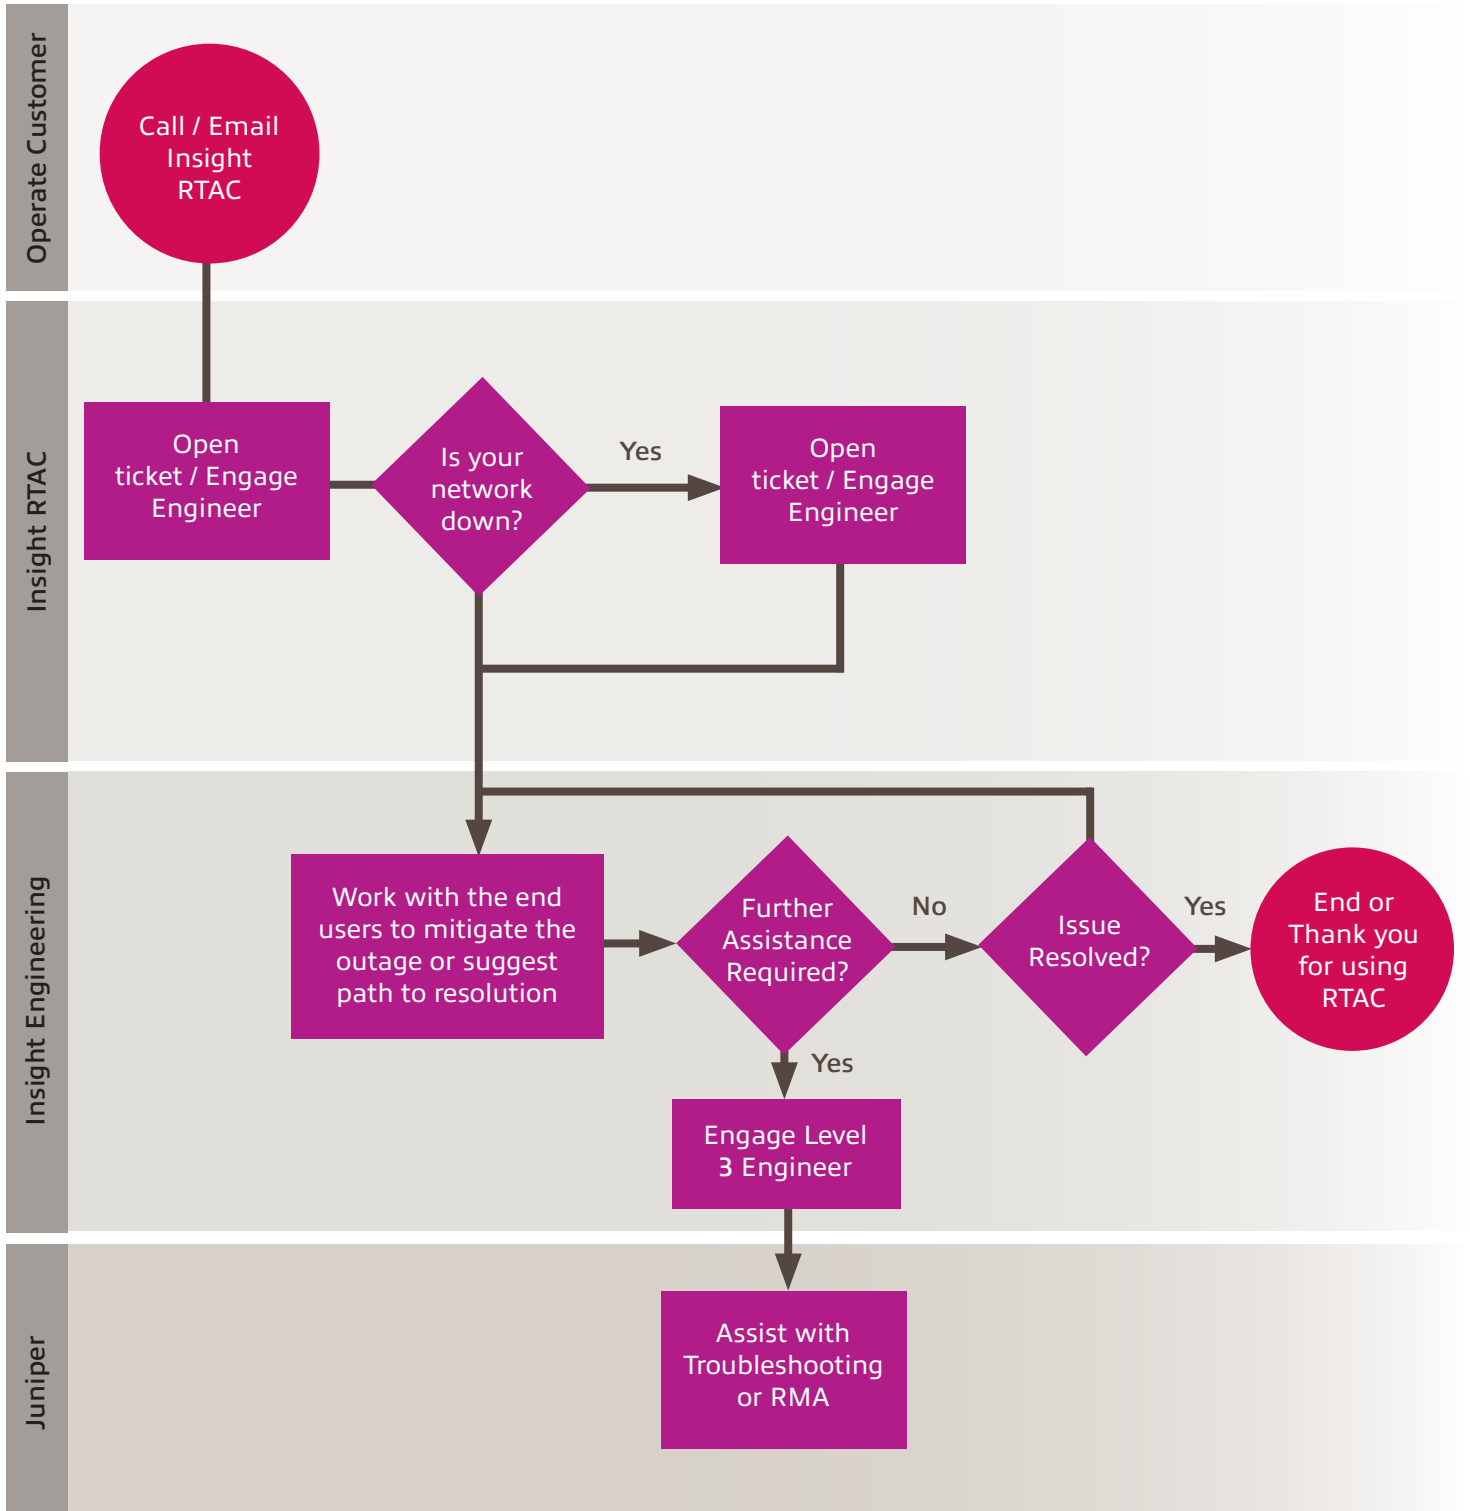 Operate Customer
Call / Email
Insight
RTAC
Insight RTAC
Open
ticket / Engage
Engineer
Is your
network
down?
Yes
Open
ticket / Engage
Engineer
Insight Engineering
Work with the end
users to mitigate the
outage or suggest
path to resolution
Further
Assistance
Required?
No
Issue
Resolved?
Yes
End or
Thank you
for using
RTAC
Yes
Engage Level
3 Engineer
Juniper
Assist with
Troubleshooting
or RMA